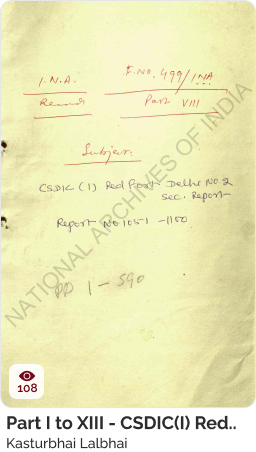 I.N.A. F.NO. 499/INA
Records Part VIII
Subject.
CSDIC (I) Red Fort Delhi No 2
Sec. Report
Report No 1051 - 1100
PP 1 - 590
NATIONAL ARCHIVES OF INDIA
108
Part I to XIII - CSDIC(I) Red..
Kasturbhai Lalbhai